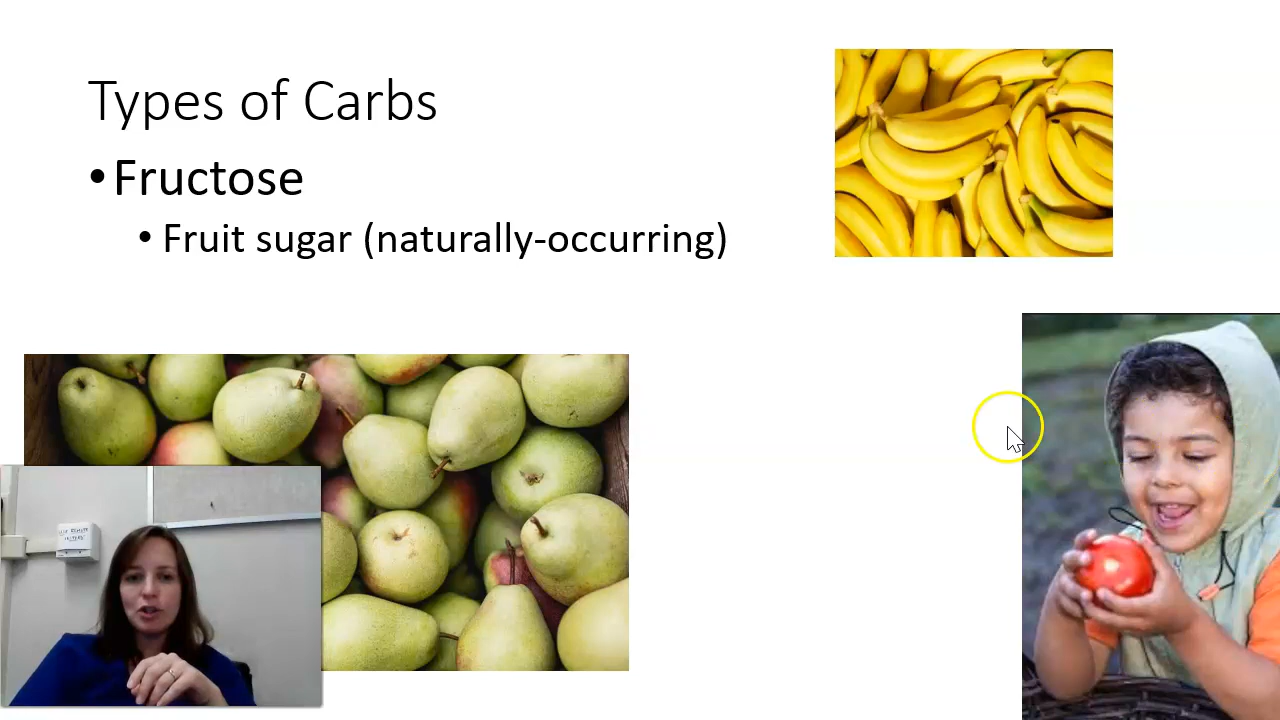 Types of Carbs
• Fructose
• Fruit sugar (naturally-occurring)